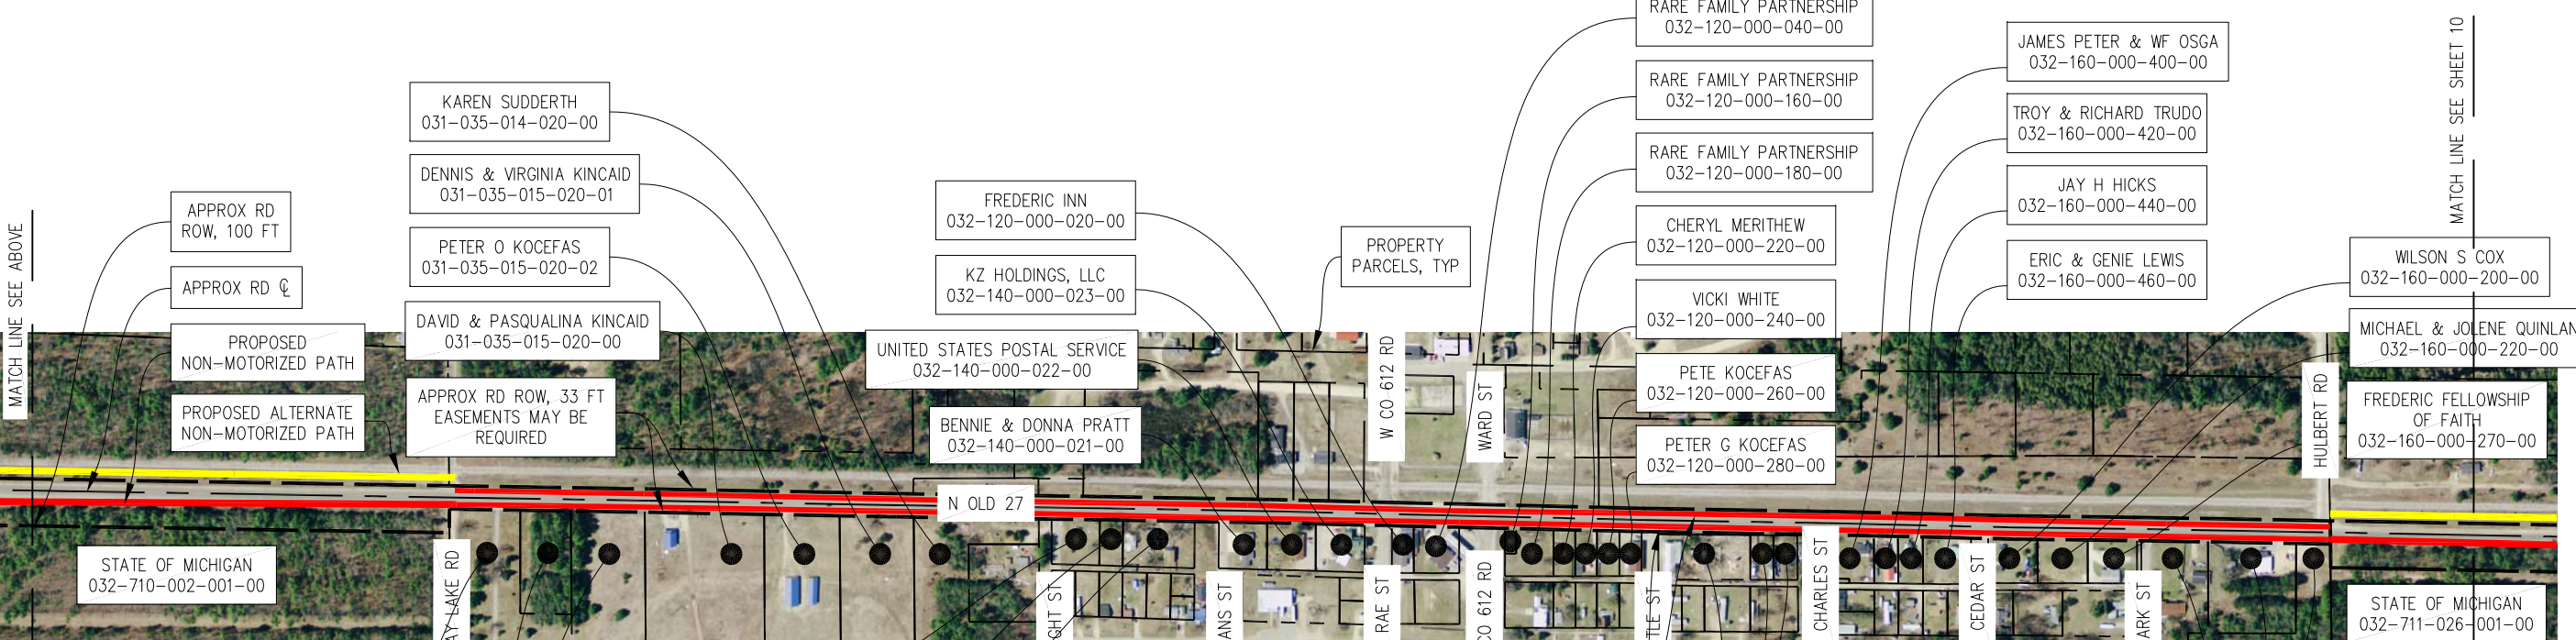 MATCH LINE SEE ABOVE
APPROX RD
ROW, 100 FT
APPROX RD ℄
PROPOSED
NON-MOTORIZED PATH
PROPOSED ALTERNATE
NON-MOTORIZED PATH
STATE OF MICHIGAN
032-710-002-001-00
KAREN SUDDERTH
031-035-014-020-00
DENNIS & VIRGINIA KINCAID
031-035-015-020-01
PETER O KOCEFAS
031-035-015-020-02
DAVID & PASQUALINA KINCAID
031-035-015-020-00
APPROX RD ROW, 33 FT
EASEMENTS MAY BE
REQUIRED
FREDERIC INN
032-120-000-020-00
KZ HOLDINGS, LLC
032-140-000-023-00
UNITED STATES POSTAL SERVICE
032-140-000-022-00
BENNIE & DONNA PRATT
032-140-000-021-00
N OLD 27
PROPERTY
PARCELS, TYP
W CO 612 RD
WARD ST
RARE FAMILY PARTNERSHIP
032-120-000-040-00
RARE FAMILY PARTNERSHIP
032-120-000-160-00
RARE FAMILY PARTNERSHIP
032-120-000-180-00
CHERYL MERITHEW
032-120-000-220-00
VICKI WHITE
032-120-000-240-00
PETE KOCEFAS
032-120-000-260-00
PETER G KOCEFAS
032-120-000-280-00
JAMES PETER & WF OSGA
032-160-000-400-00
TROY & RICHARD TRUDO
032-160-000-420-00
JAY H HICKS
032-160-000-440-00
ERIC & GENIE LEWIS
032-160-000-460-00
HULBERT RD
MATCH LINE SEE SHEET 10
WILSON S COX
032-160-000-200-00
MICHAEL & JOLENE QUINLAN
032-160-000-220-00
FREDERIC FELLOWSHIP
OF FAITH
032-160-000-270-00
STATE OF MICHIGAN
032-711-026-001-00
LAKE RD
ST
ST
RAE ST
CO 612 RD
ST
CHARLES ST
CEDAR ST
ST